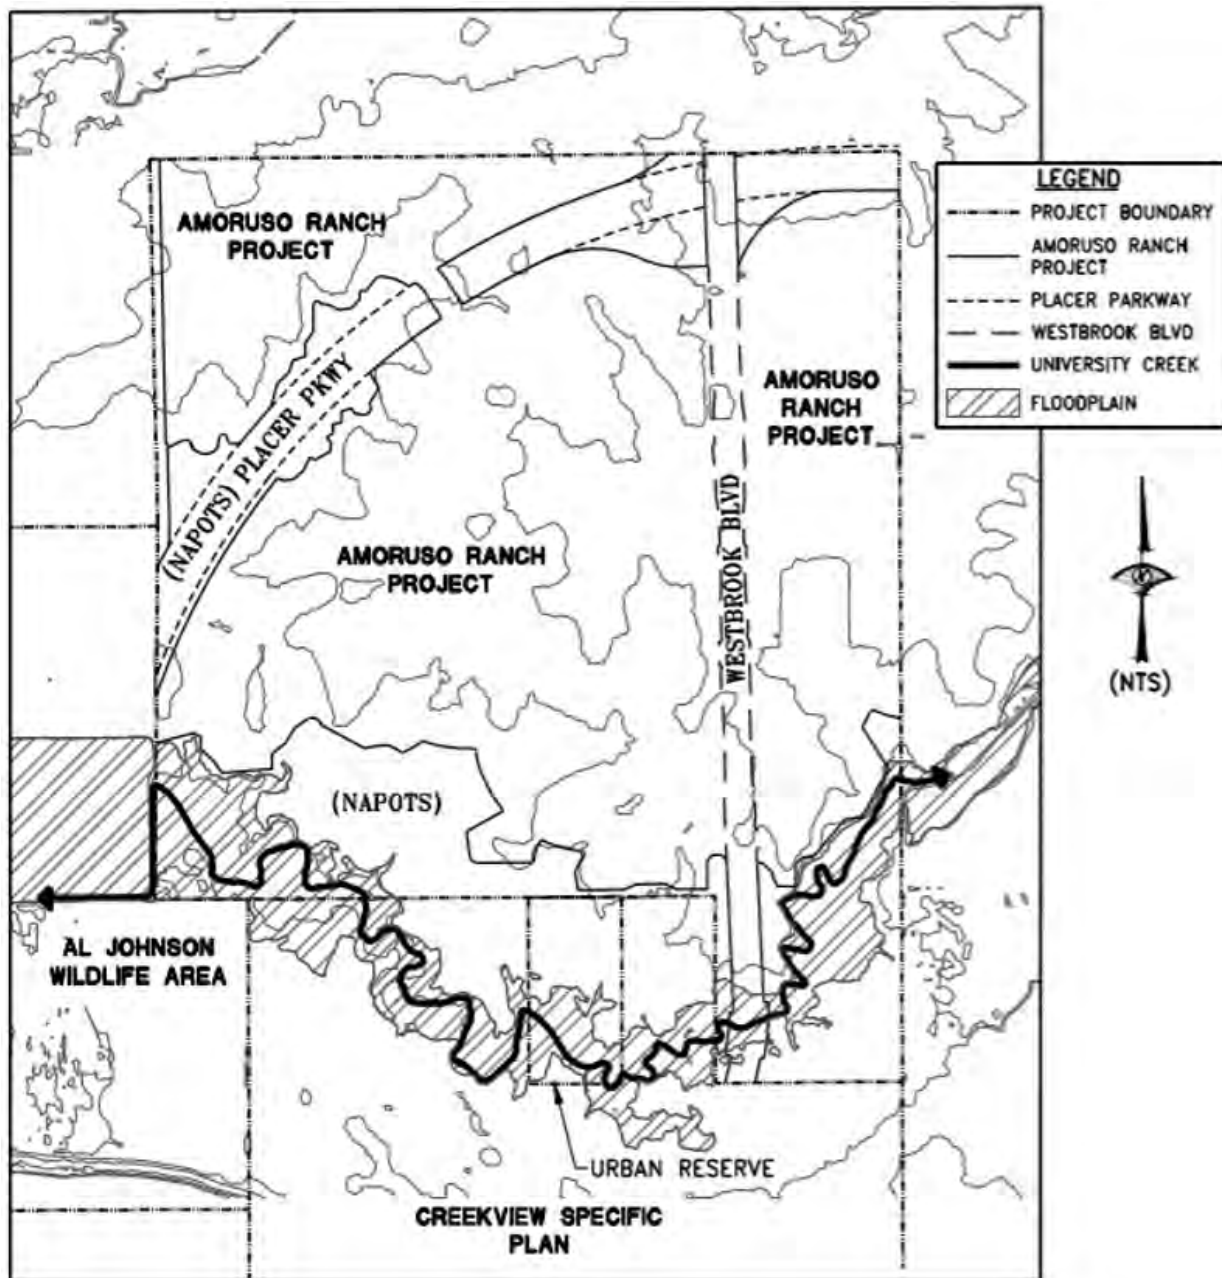 AMORUSO RANCH
PROJECT
(NAPOTS) PLACER PKWY
AMORUSO RANCH
PROJECT
AMORUSO
RANCH
PROJECT
WESTBROOK BLVD
(NAPOTS)
AL JOHNSON
WILDLIFE AREA
URBAN RESERVE
CREEKVIEW SPECIFIC
PLAN
LEGEND
PROJECT BOUNDARY
AMORUSO RANCH
PROJECT
PLACER PARKWAY
WESTBROOK BLVD
UNIVERSITY CREEK
FLOODPLAIN
(NTS)